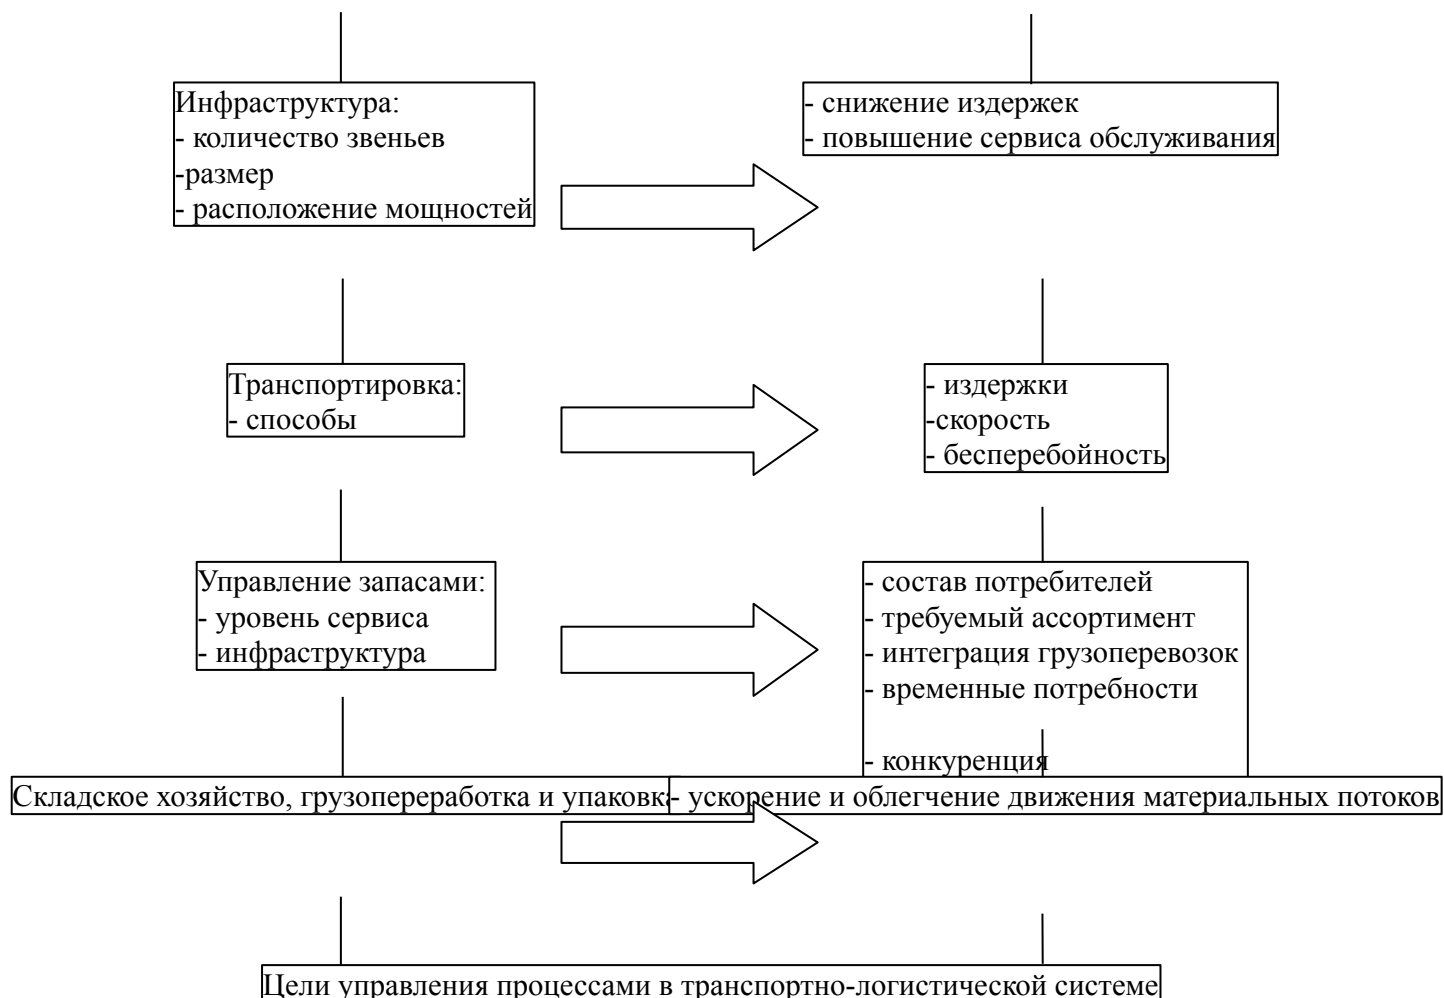 Инфраструктура:
- количество звеньев
-размер
- расположение мощностей
- снижение издержек
- повышение сервиса обслуживания
Транспортировка:
- способы
- издержки
-скорость
- бесперебойность
Управление запасами:
- уровень сервиса
- инфраструктура
- состав потребителей
- требуемый ассортимент
- интеграция грузоперевозок
- временные потребности
- конкуренция
Складское хозяйство, грузопереработка и упаковка
- ускорение и облегчение движения материальных потоков
Цели управления процессами в транспортно-логистической системе